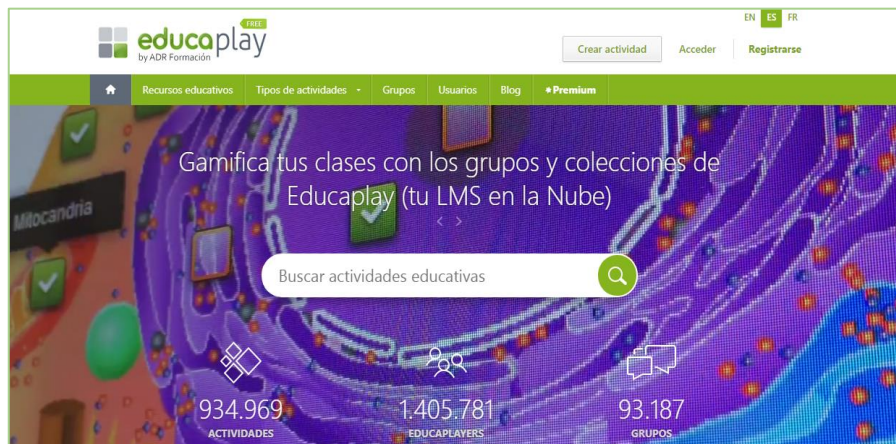 EN ES FR
FREE
educaplay
by ADR Formación
Crear actividad Acceder Registrarse
Recursos educativos Tipos de actividades Grupos Usuarios Blog Premium
Gamifica tus clases con los grupos y colecciones de
Educaplay (tu LMS en la Nube)
Mitocandria
Buscar actividades educativas
934.969 1.405.781 93.187
ACTIVIDADES EDUCAPLAYERS GRUPOS